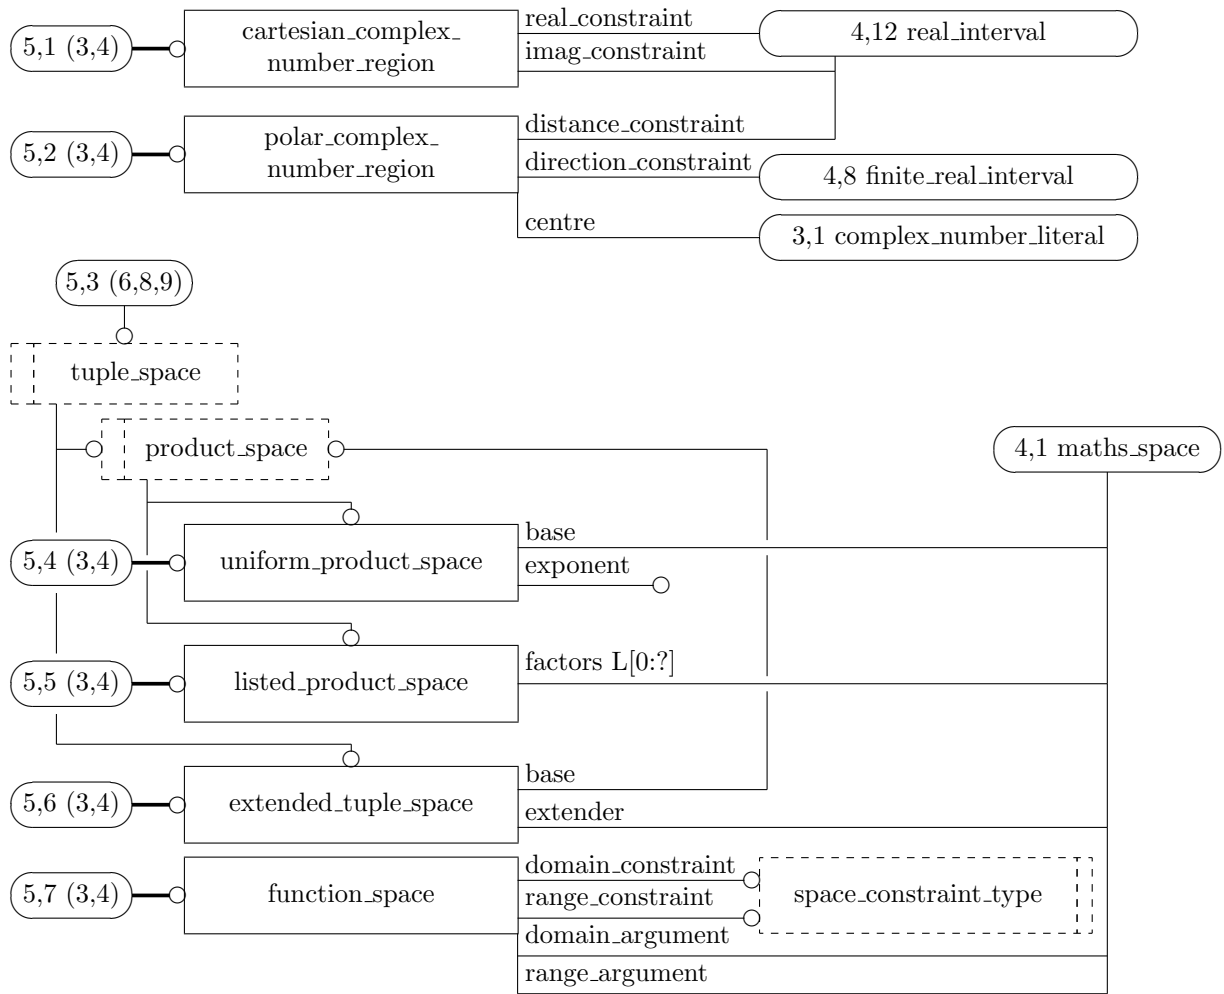 real_constraint
5,1 (3,4)
cartesian_complex_
number_region
4,12 real_interval
imag_constraint
distance_constraint
5,2 (3,4)
polar_complex_
number_region
direction_constraint
4,8 finite_real_interval
centre
3,1 complex_number_literal
5,3 (6,8,9)
tuple_space
product_space
4,1 maths_space
base
5,4 (3,4)
uniform_product_space
exponent
factors L[0:?]
5,5 (3,4)
listed_product_space
base
5,6 (3,4)
extended_tuple_space
extender
domain_constraint
5,7 (3,4)
function_space
range_constraint
space_constraint_type
domain_argument
range_argument